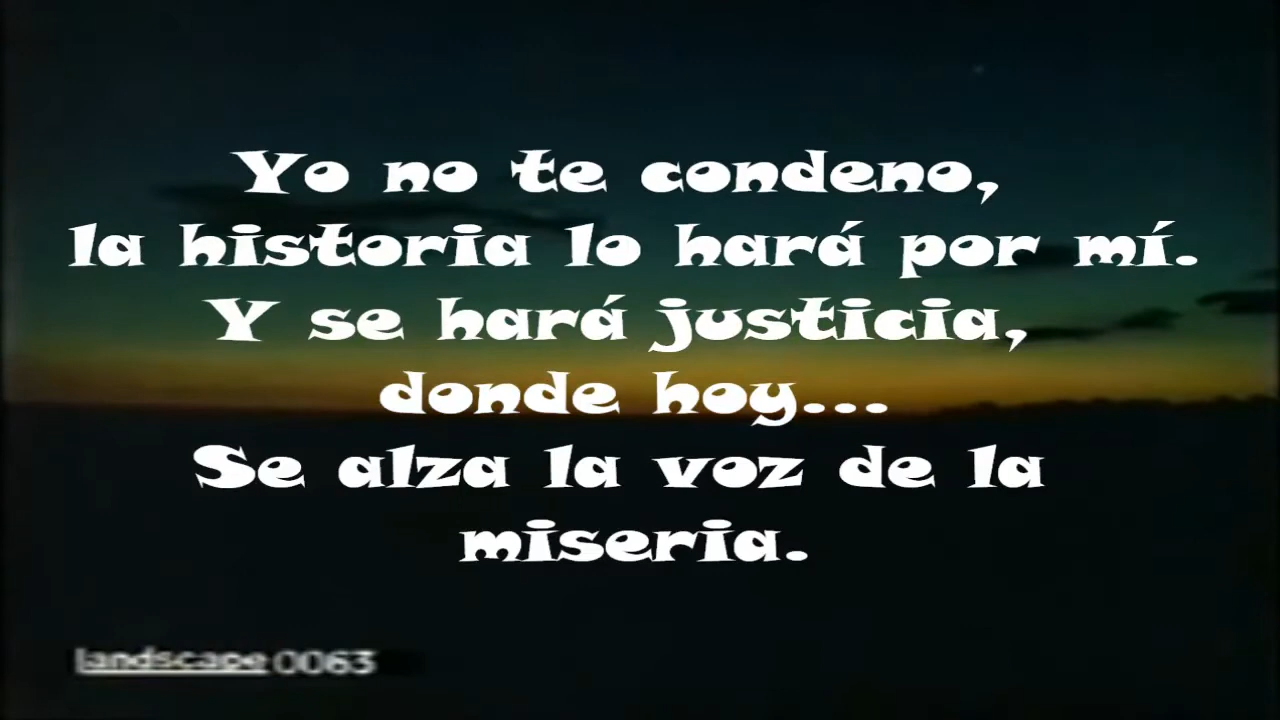 Yo no te condeno,
la historia lo hará por mí.
Y se hará justicia,
donde hoy...
Se alza la voz de la
miseria.
landscape 0063